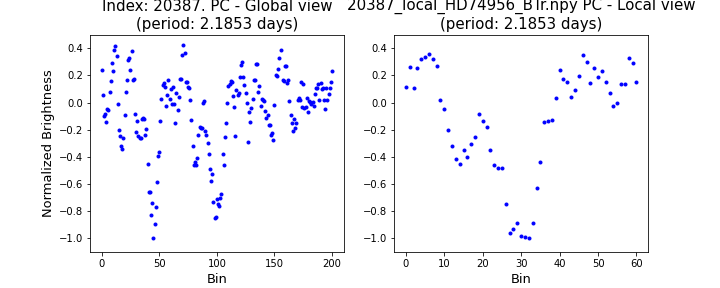 Index: 20387. PC - Global view
(period: 2.1853 days)
20387_local_HD74956_BTfr.npy PC - Local view
(period: 2.1853 days)
Normalized Brightness
0.4
0.2
0.0
−0.2
−0.4
−0.6
−0.8
−1.0
0 50 100 150 200
Bin
0.4
0.2
0.0
−0.2
−0.4
−0.6
−0.8
−1.0
0 10 20 30 40 50 60
Bin